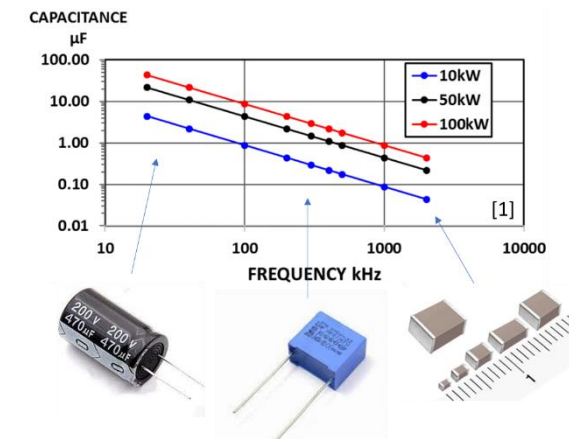 CAPACITANCE
µF
100.00
10.00
1.00
0.10
0.01
10kW
50kW
100kW
[1]
10 100 1000 10000
FREQUENCY kHz
200 V 200 V
470µF 470µF
1